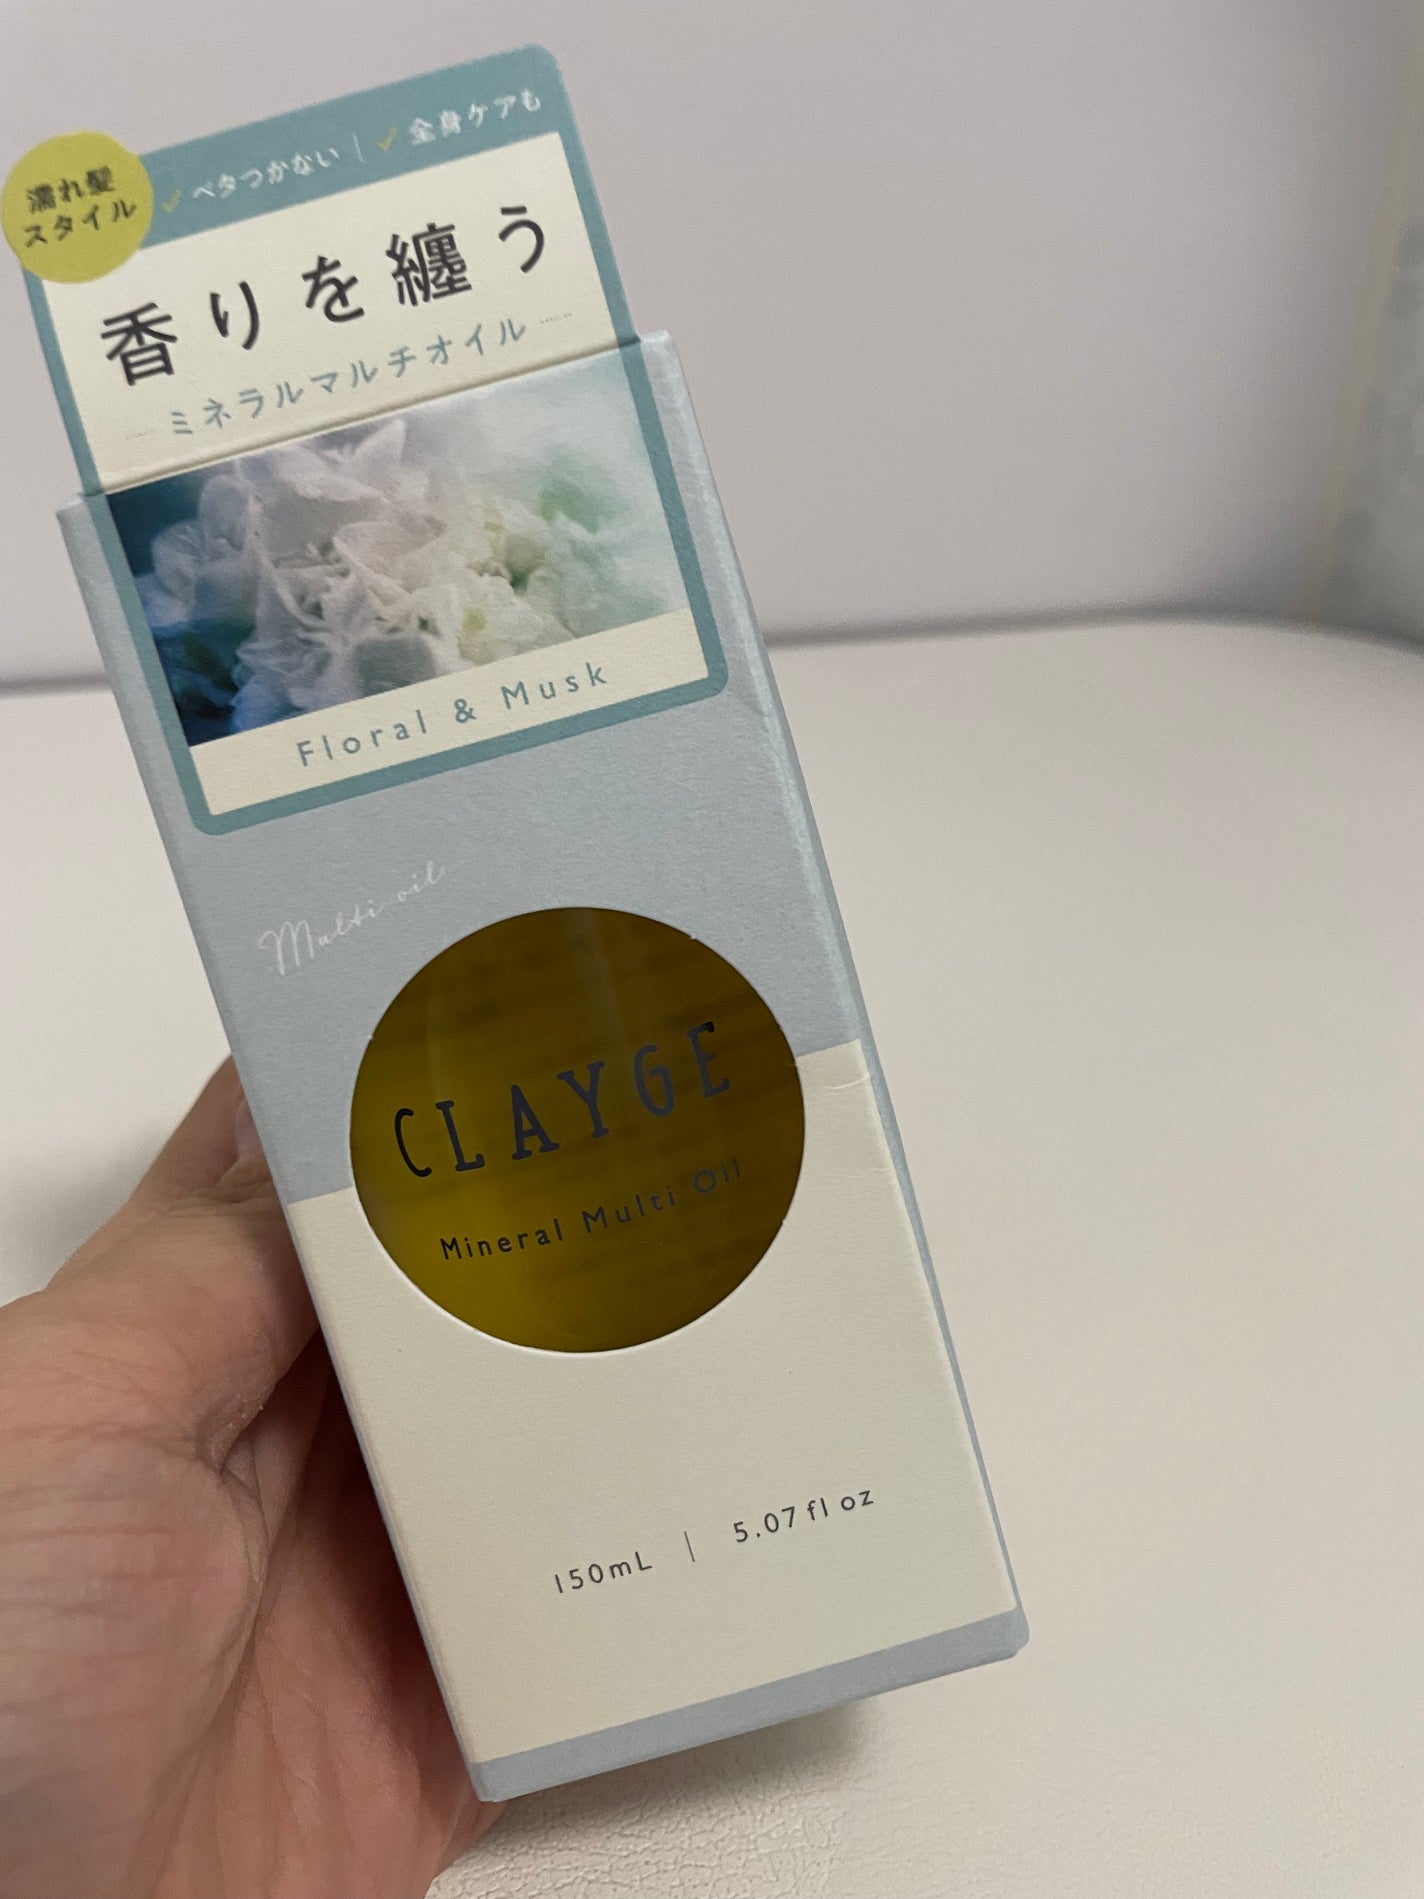 濡れ髪
スタイル
✓ ベタつかない | ✓ 全身ケアも
香りを纏う
ミネラルマルチオイル
Floral & Musk
Multi oil
CLAYGE
Mineral Multi Oil
150mL | 5.07 fl oz